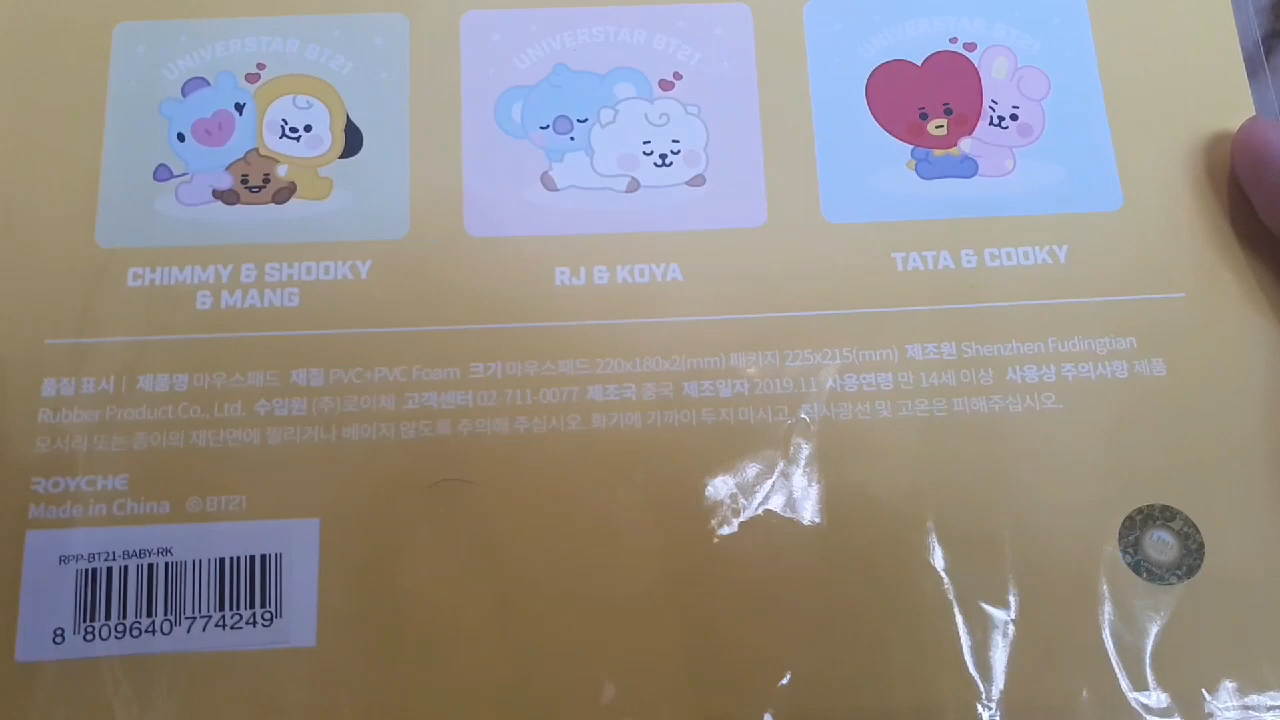 UNIVERSTAR BT21
UNIVERSTAR BT21
UNIVERSTAR BT21
CHIMMY & SHOOKY
& MANG
RJ & KOYA
TATA & COOKY
품질 표시 | 제품명 마우스패드 재질 PVC+PVC Foam 크기 마우스패드 220x180x2(mm) 패키지 225x215(mm) 제조원 Shenzhen Fudingtian
Rubber Product Co., Ltd. 수입원 (주)로이체 고객센터 02-711-0077 제조국 중국 제조일자 2019.11 사용연령 만 14세 이상 사용상 주의사항 제품
모서리 또는 종이의 재단면에 찔리거나 베이지 않도록 주의해 주십시오. 화기에 가까이 두지 마시고, 직사광선 및 고온은 피해주십시오.
ROYCHE
Made in China ©BT21
RPP-BT21-BABY-RK
8 809640 774249